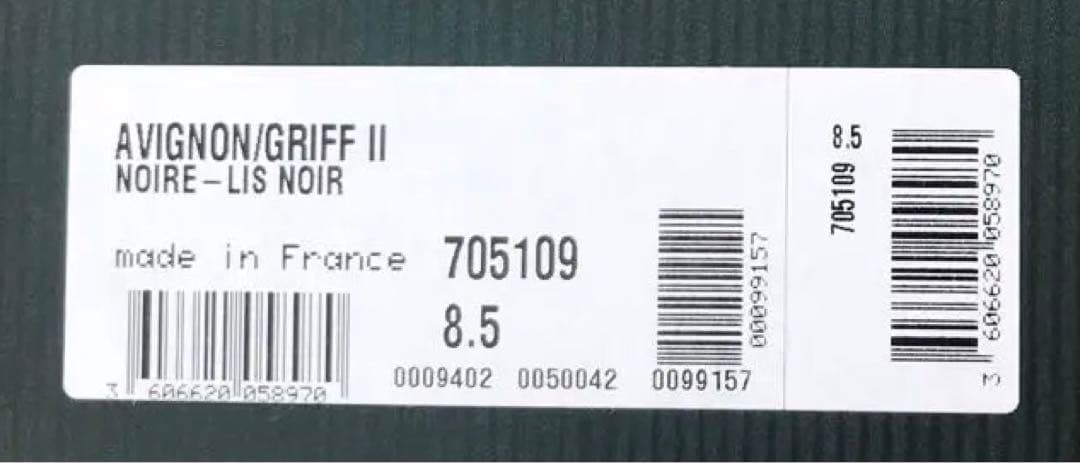 AVIGNON/GRIFF II
NOIRE-LIS NOIR
made in France 705109
8.5
3 606620 058970
0009402 0050042 0099157
00099157
705109 8.5
3 606620 058970